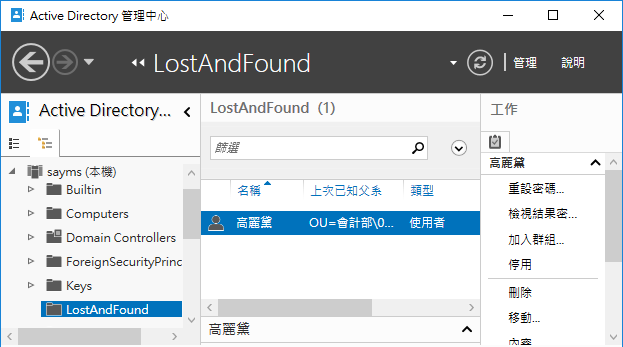 Active Directory 管理中心
LostAndFound
管理
說明
Active Directory...
sayms (本機)
Builtin
Computers
Domain Controllers
ForeignSecurityPrinc
Keys
LostAndFound
LostAndFound (1)
篩選
名稱 上次已知父系 類型
高麗黛 OU=會計部\0... 使用者
高麗黛
工作
高麗黛
重設密碼...
檢視結果密...
加入群組...
停用
刪除
移動...
內容